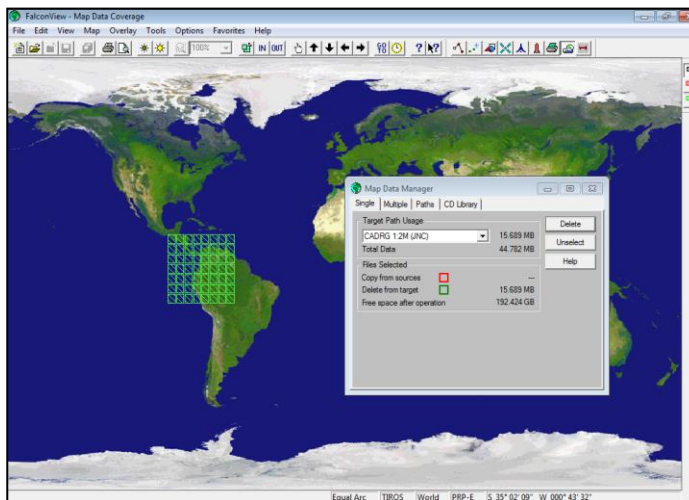 FalconView - Map Data Coverage
File Edit View Map Overlay Tools Options Favorites Help
100% IN OUT
Map Data Manager
Single Multiple Paths CD Library
Target Path Usage
CADRG 1:2M (JNC) 15.689 MB
Total Data 44.782 MB
Files Selected
Copy from sources ---
Delete from target 15.689 MB
Free space after operation 192.424 GB
Delete
Unselect
Help
Equal Arc TIROS World PRP-E S 35° 02' 09" W 000° 43' 32"